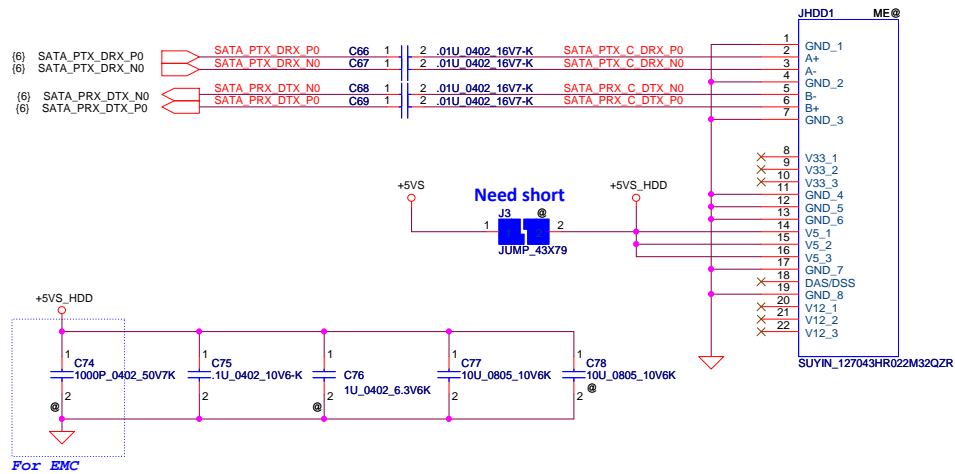 JHDD1 ME@
{6} SATA_PTX_DRX_P0 SATA_PTX_DRX_P0 C66 1 2 .01U_0402_16V7-K SATA_PTX_C_DRX_P0
{6} SATA_PTX_DRX_N0 SATA_PTX_DRX_N0 C67 1 2 .01U_0402_16V7-K SATA_PTX_C_DRX_N0
{6} SATA_PRX_DTX_N0 SATA_PRX_DTX_N0 C68 1 2 .01U_0402_16V7-K SATA_PRX_C_DTX_N0
{6} SATA_PRX_DTX_P0 SATA_PRX_DTX_P0 C69 1 2 .01U_0402_16V7-K SATA_PRX_C_DTX_P0
1 GND_1
2 A+
3 A-
4 GND_2
5 B-
6 B+
7 GND_3
8 V33_1
9 V33_2
10 V33_3
11 GND_4
12 GND_5
13 GND_6
14 V5_1
15 V5_2
16 V5_3
17 GND_7
18 DAS/DSS
19 GND_8
20 V12_1
21 V12_2
22 V12_3
SUYIN_127043HR022M32QZR
+5VS Need short +5VS_HDD
J3 @
1 1 2 2
JUMP_43X79
+5VS_HDD
1 C74 1000P_0402_50V7K 2 @
1 C75 .1U_0402_10V6-K 2
1 C76 1U_0402_6.3V6K 2 @
1 C77 10U_0805_10V6K 2
1 C78 10U_0805_10V6K 2 @
For EMC